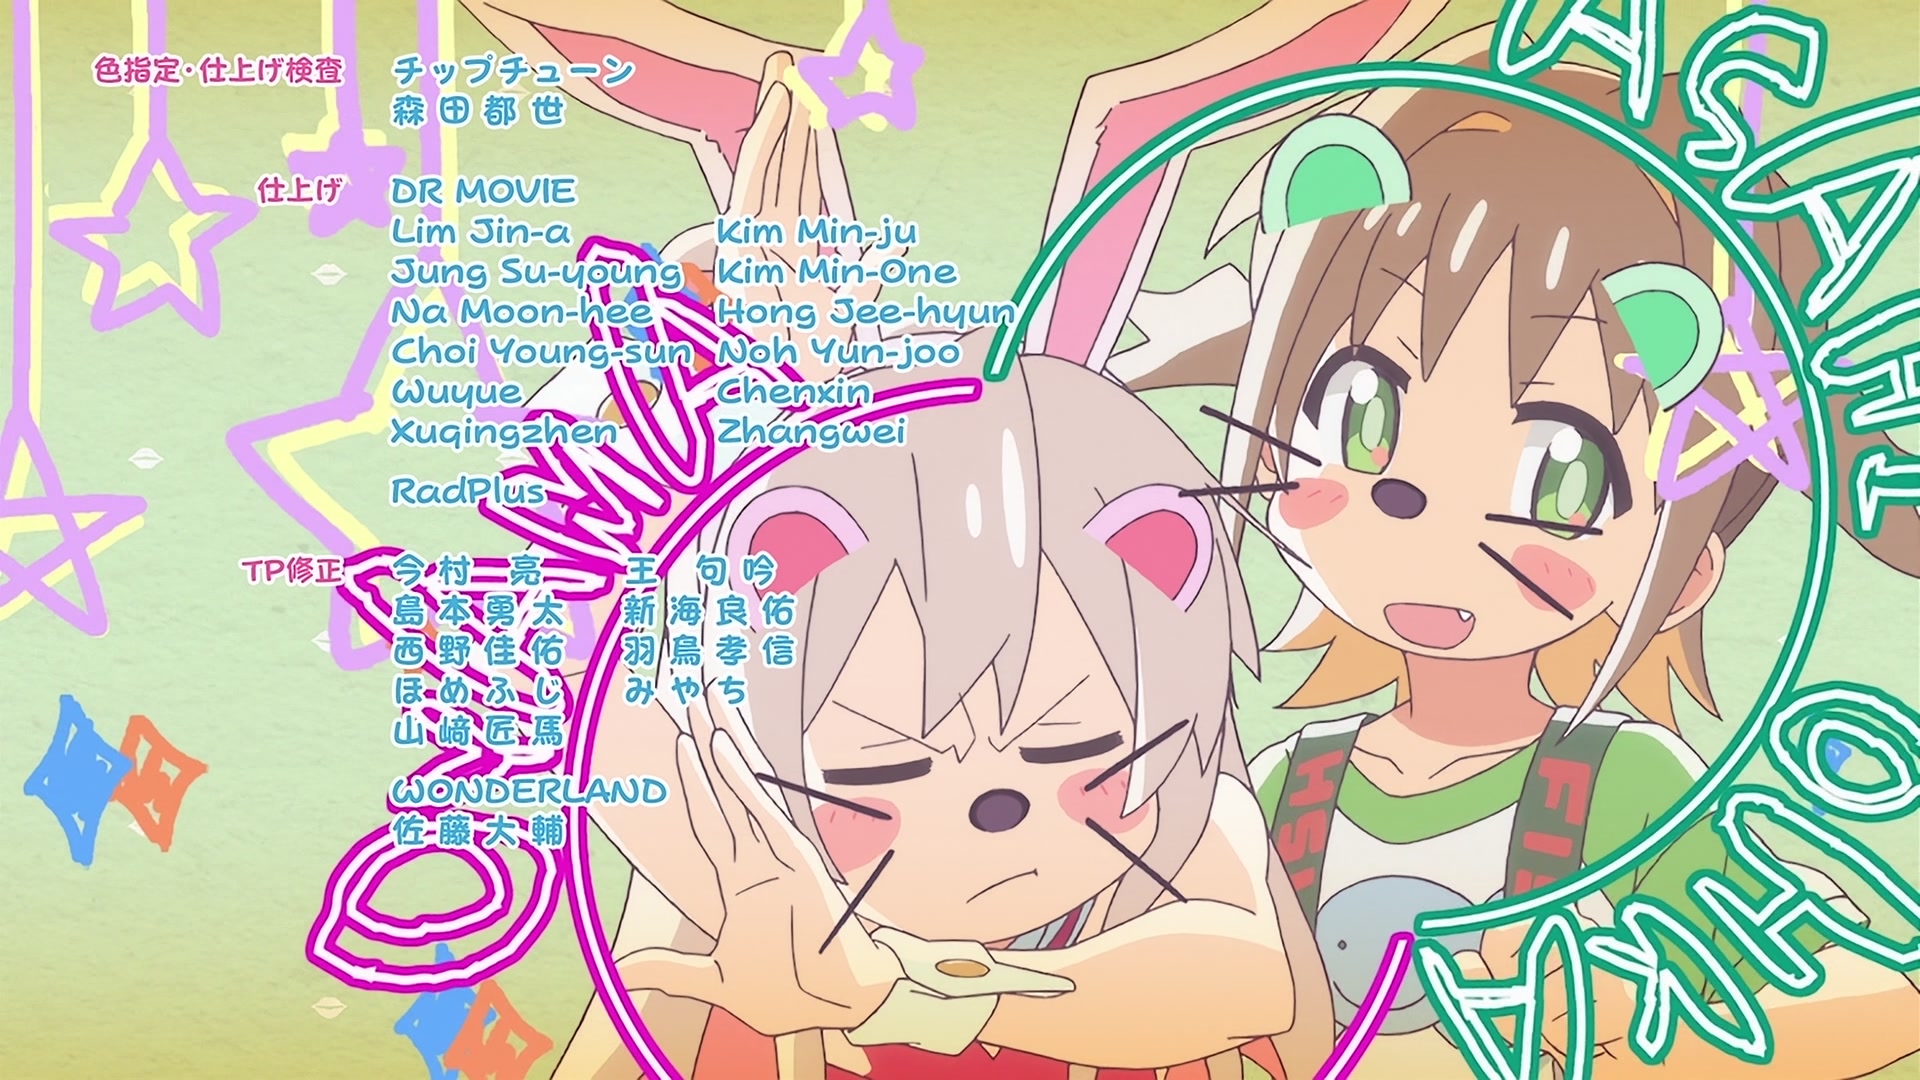 色指定・仕上げ検査 チップチューン
森田都世
仕上げ DR MOVIE
Lim Jin-a Kim Min-ju
Jung Su-young Kim Min-One
Na Moon-hee Hong Jee-hyun
Choi Young-sun Noh Yun-joo
Wuyue Chenxin
Xuqingzhen Zhangwei
RadPlus
TP修正 今村 亮 王 句吟
島本勇太 新海良佑
西野佳佑 羽鳥孝信
ほめふじ みやち
山﨑匠馬
WONDERLAND
佐藤大輔
ASAHI
OHKA
OYAMA